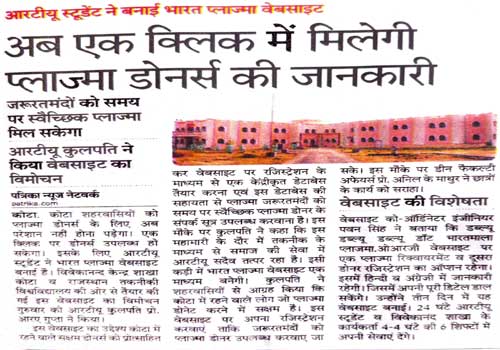 आरटीयू स्टूडेंट ने बनाई भारत प्लाज्मा वेबसाइट
अब एक क्लिक में मिलेगी
प्लाज्मा डोनर्स की जानकारी
जरूरतमंदों को समय
पर स्वैच्छिक प्लाज्मा
मिल सकेगा
आरटीयू कुलपति ने
किया वेबसाइट का
विमोचन
पत्रिका न्यूज नेटवर्क
patrika.com
कोटा. कोटा शहरवासियों को
प्लाज्मा डोनर्स के लिए अब
परेशान नहीं होना पड़ेगा। एक
क्लिक पर डोनर्स उपलब्ध हो
सकेगा। इसके लिए आरटीयू
स्टूडेंट ने भारत प्लाज्मा वेबसाइट
बनाई है। विवेकानन्द केन्द्र शाखा
कोटा व राजस्थान तकनीकी
विश्वविद्यालय की ओर से तैयार की
गई इस वेबसाइट का विमोचन
गुरुवार को आरटीयू कुलपति प्रो.
आरए गुप्ता ने किया।
इस वेबसाइट का उद्देश्य कोटा में
रहने वाले सक्षम डोनर्स को प्रोत्साहित
कर वेबसाइट पर रजिस्ट्रेशन के
माध्यम से एक केंद्रीकृत डेटाबेस
तैयार करना एवं इस डेटाबेस की
सहायता से प्लाज्मा जरूरतमंदों को
समय पर स्वैच्छिक प्लाज्मा डोनर के
संपर्क सूत्र उपलब्ध करवाना है। इस
मौके पर कुलपति ने कहा कि इस
महामारी के दौर में तकनीक के
माध्यम से समाज की सेवा में
आरटीयू सदैव तत्पर रहा है। इसी
कड़ी में भारत प्लाज्मा वेबसाइट एक
माध्यम बनेगी। कुलपति ने
शहरवासियों से आग्रह किया कि
कोटा में रहने वाले लोग जो प्लाज्मा
डोनेट करने में सक्षम है। इस
वेबसाइट पर अपना रजिस्ट्रेशन
करवाएं ताकि जरूरतमंदों को
प्लाज्मा डोनर उपलब्ध करवाए जा
सके। इस मौके पर डीन फैकल्टी
अफेयर्स प्रो. अनिल के माथुर ने छात्रों
के कार्य को सराहा।
वेबसाइट की विशेषता
वेबसाइट को-ऑर्डिनेटर इंजीनियर
पवन सिंह ने बताया कि डब्ल्यू
डब्ल्यू डब्ल्यू डॉट भारतप्लाज्मा
प्लाज्मा.ओआरजी वेबसाइट पर
एक प्लाज्मा रिक्वायरमेंट व दूसरा
डोनर रजिस्ट्रेशन का ऑप्शन रहेगा।
इसमें हिन्दी व अंग्रेजी में जानकारी
रहेगी। जिसमें अपनी पूरी डिटेल डाल
सकेंगे। उन्होंने तीन दिन में यह
वेबसाइट बनाई। 24 घंटे आरटीयू
स्टूडेंट व विवेकानंद केन्द्र शाखा के
कार्यकर्ता 4-4 घंटे की 6 शिफ्टों में
अपनी सेवाएं देंगे।